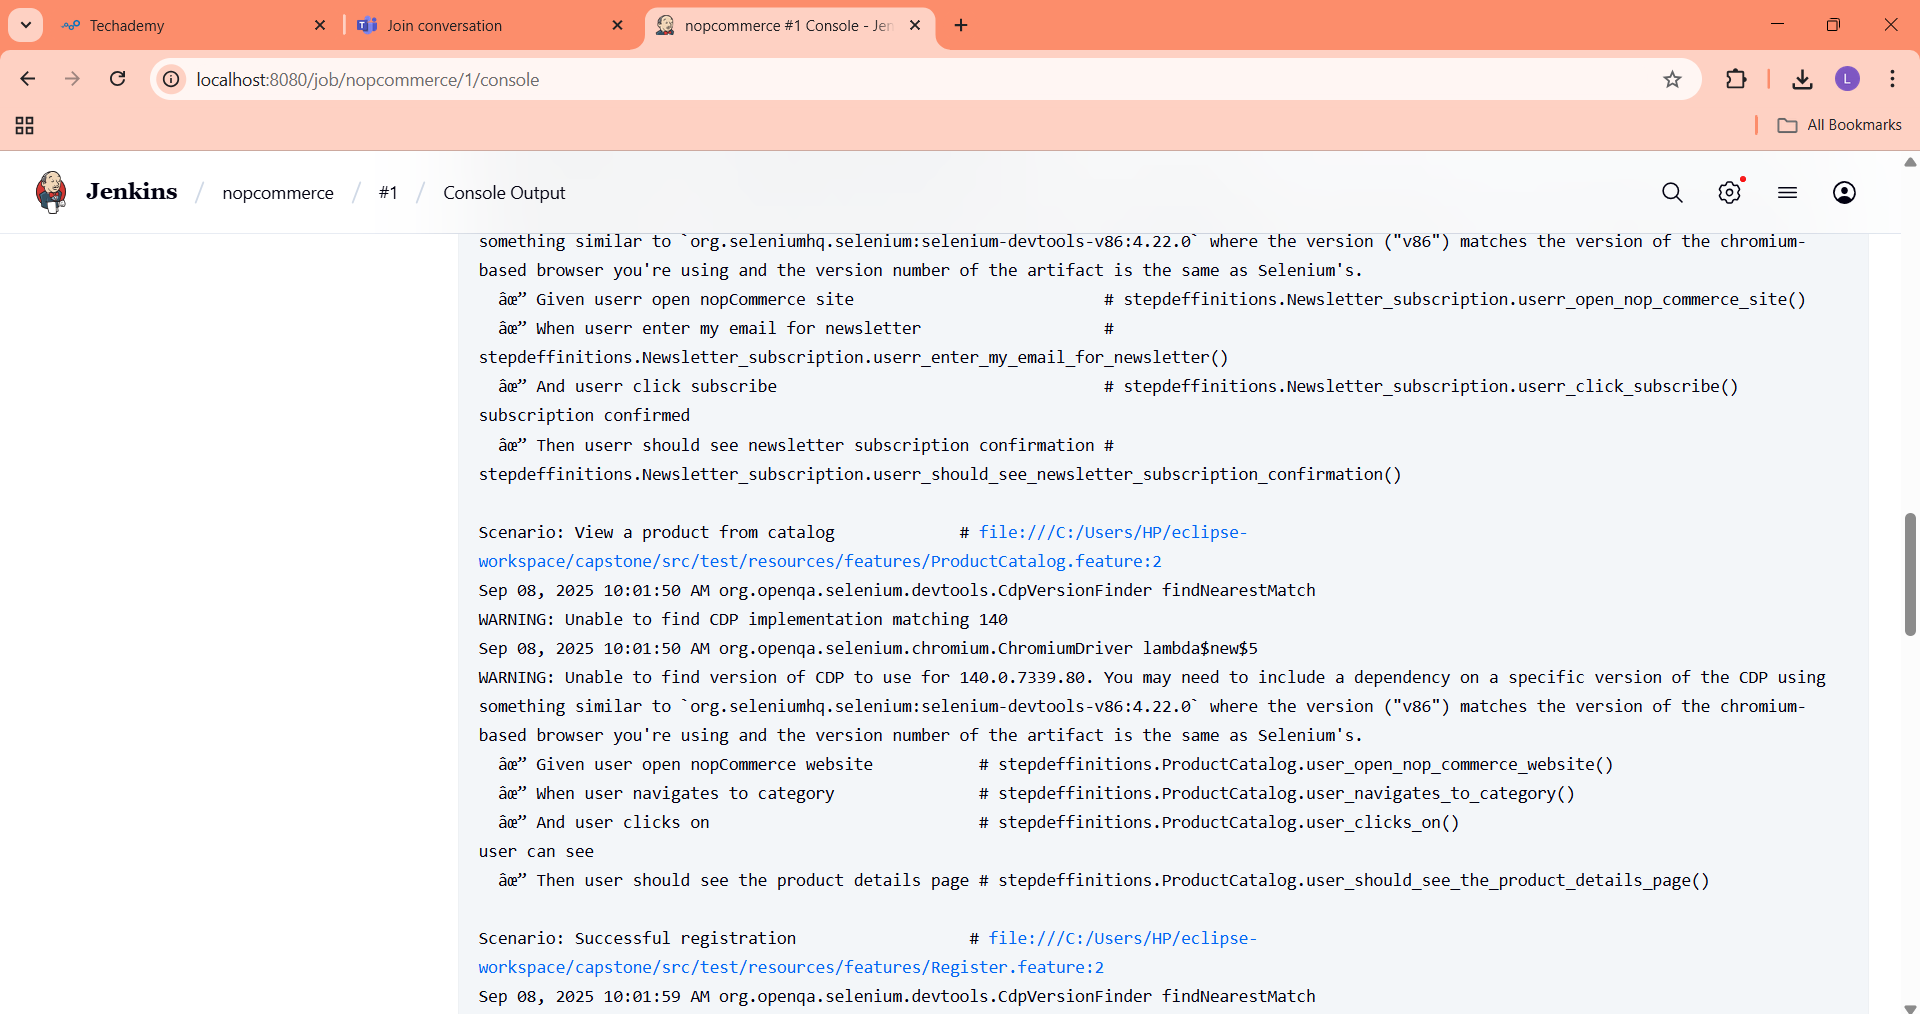 Techademy
Join conversation
nopcommerce #1 Console - Jen
localhost:8080/job/nopcommerce/1/console
L
All Bookmarks
Jenkins / nopcommerce / #1 / Console Output
something similar to `org.seleniumhq.selenium:selenium-devtools-v86:4.22.0` where the version ("v86") matches the version of the chromium-
based browser you're using and the version number of the artifact is the same as Selenium's.
âœ” Given userr open nopCommerce site # stepdeffinitions.Newsletter_subscription.userr_open_nop_commerce_site()
âœ” When userr enter my email for newsletter #
stepdeffinitions.Newsletter_subscription.userr_enter_my_email_for_newsletter()
âœ” And userr click subscribe # stepdeffinitions.Newsletter_subscription.userr_click_subscribe()
subscription confirmed
âœ” Then userr should see newsletter subscription confirmation #
stepdeffinitions.Newsletter_subscription.userr_should_see_newsletter_subscription_confirmation()
Scenario: View a product from catalog # file:///C:/Users/HP/eclipse-
workspace/capstone/src/test/resources/features/ProductCatalog.feature:2
Sep 08, 2025 10:01:50 AM org.openqa.selenium.devtools.CdpVersionFinder findNearestMatch
WARNING: Unable to find CDP implementation matching 140
Sep 08, 2025 10:01:50 AM org.openqa.selenium.chromium.ChromiumDriver lambda$new$5
WARNING: Unable to find version of CDP to use for 140.0.7339.80. You may need to include a dependency on a specific version of the CDP using
something similar to `org.seleniumhq.selenium:selenium-devtools-v86:4.22.0` where the version ("v86") matches the version of the chromium-
based browser you're using and the version number of the artifact is the same as Selenium's.
âœ” Given user open nopCommerce website # stepdeffinitions.ProductCatalog.user_open_nop_commerce_website()
âœ” When user navigates to category # stepdeffinitions.ProductCatalog.user_navigates_to_category()
âœ” And user clicks on # stepdeffinitions.ProductCatalog.user_clicks_on()
user can see
âœ” Then user should see the product details page # stepdeffinitions.ProductCatalog.user_should_see_the_product_details_page()
Scenario: Successful registration # file:///C:/Users/HP/eclipse-
workspace/capstone/src/test/resources/features/Register.feature:2
Sep 08, 2025 10:01:59 AM org.openqa.selenium.devtools.CdpVersionFinder findNearestMatch